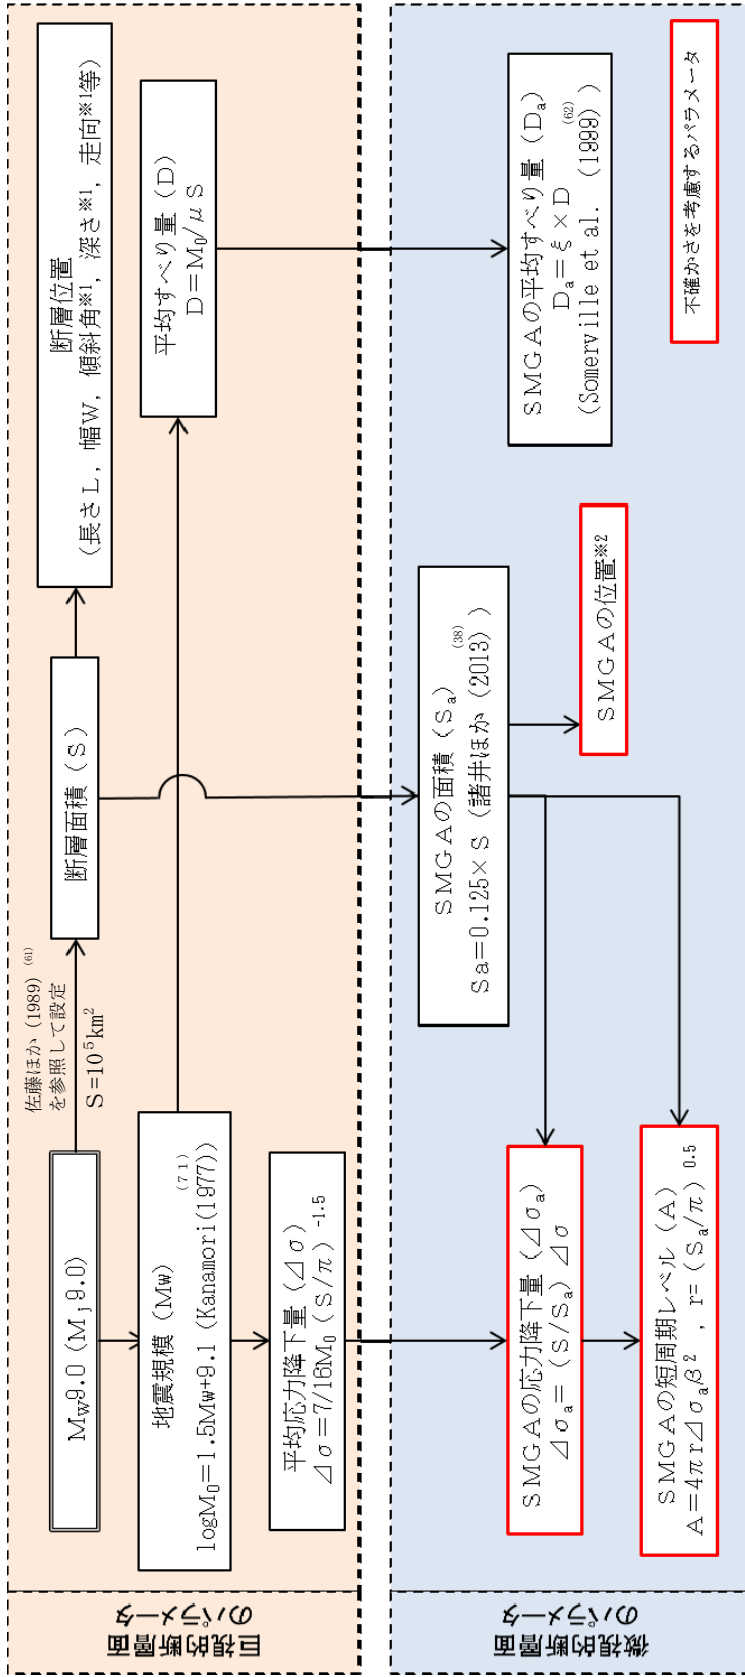 巨視的断層面
のパラメータ
Mw9.0 (Mj9.0)
佐藤ほか (1989) (61)
を参照して設定
S=10⁵km²
断層面積 (S)
断層位置
(長さL, 幅W, 傾斜角※1, 深さ※1, 走向※1等)
地震規模 (Mw)
logM₀=1.5Mw+9.1 (Kanamori(1977)) (71)
平均すべり量 (D)
D=M₀/μS
平均応力降下量 (Δσ)
Δσ=7/16M₀ (S/π) -1.5
微視的断層面
のパラメータ
SMGAの面積 (Sₐ)
Sa=0.125×S (諸井ほか (2013) (38) )
SMGAの平均すべり量 (Dₐ)
Dₐ=ξ×D
(Somerville et al. (1999) (62) )
SMGAの応力降下量 (Δσₐ)
Δσₐ= (S/Sₐ) Δσ
SMGAの位置※2
SMGAの短周期レベル (A)
A=4πrΔσₐβ² , r= (Sₐ/π) 0.5
不確かさを考慮するパラメータ